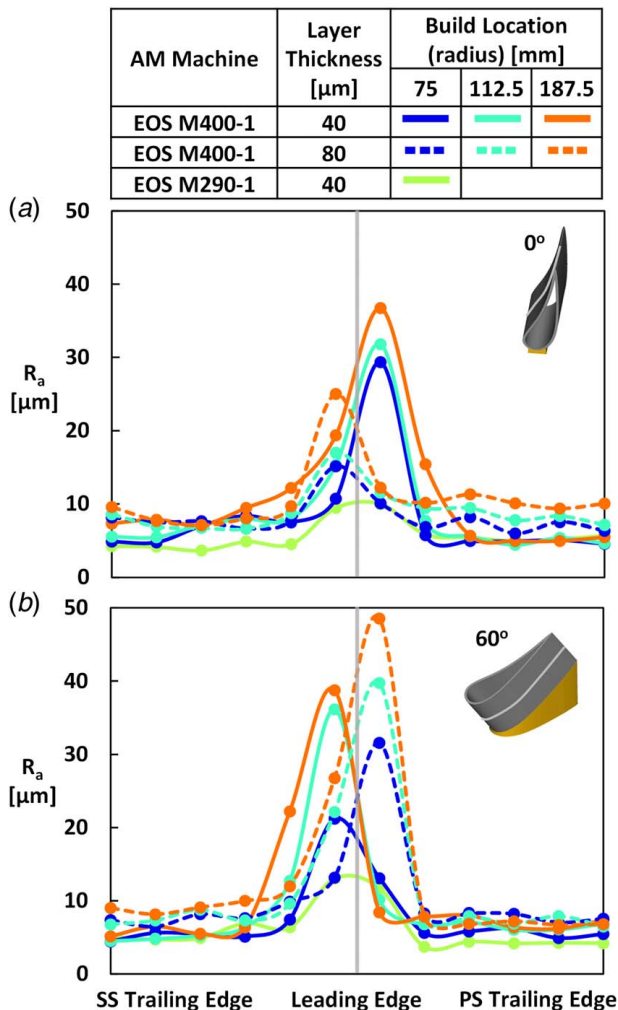 AM Machine
Layer Thickness [µm]
Build Location (radius) [mm]
75 112.5 187.5
EOS M400-1 40
EOS M400-1 80
EOS M290-1 40
(a)
50
40
30
20
10
0
Ra
[µm]
0°
(b)
50
40
30
20
10
0
Ra
[µm]
60°
SS Trailing Edge Leading Edge PS Trailing Edge